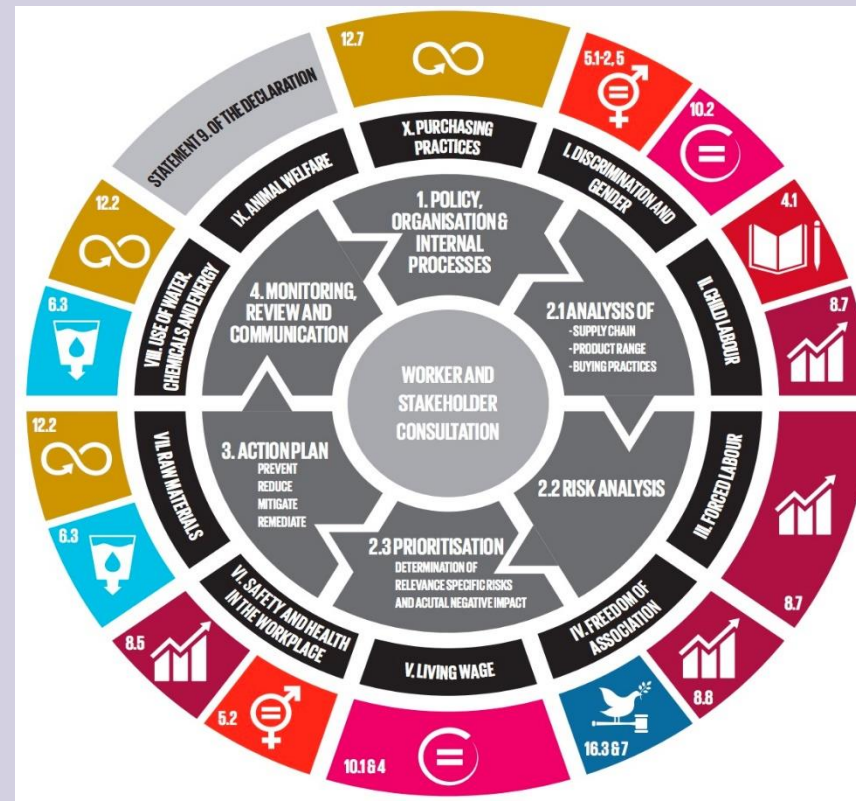 12.7
5.1-2, 5
10.2
4.1
8.7
8.7
8.8
16.3 & 7
10.1 & 4
5.2
8.5
6.3
12.2
6.3
12.2
STATEMENT 9. OF THE DECLARATION
X. PURCHASING
PRACTICES
I. DISCRIMINATION AND
GENDER
II. CHILD LABOUR
III. FORCED LABOUR
IV. FREEDOM OF
ASSOCIATION
V. LIVING WAGE
VI. SAFETY AND HEALTH
IN THE WORKPLACE
VII. RAW MATERIALS
VIII. USE OF WATER,
CHEMICALS AND ENERGY
IX. ANIMAL WELFARE
1. POLICY,
ORGANISATION &
INTERNAL
PROCESSES
2.1 ANALYSIS OF
-SUPPLY CHAIN
-PRODUCT RANGE
-BUYING PRACTICES
2.2 RISK ANALYSIS
2.3 PRIORITISATION
DETERMINATION OF
RELEVANCE SPECIFIC RISKS
AND ACUTAL NEGATIVE IMPACT
3. ACTION PLAN
PREVENT
REDUCE
MITIGATE
REMEDIATE
4. MONITORING,
REVIEW AND
COMMUNICATION
WORKER AND
STAKEHOLDER
CONSULTATION